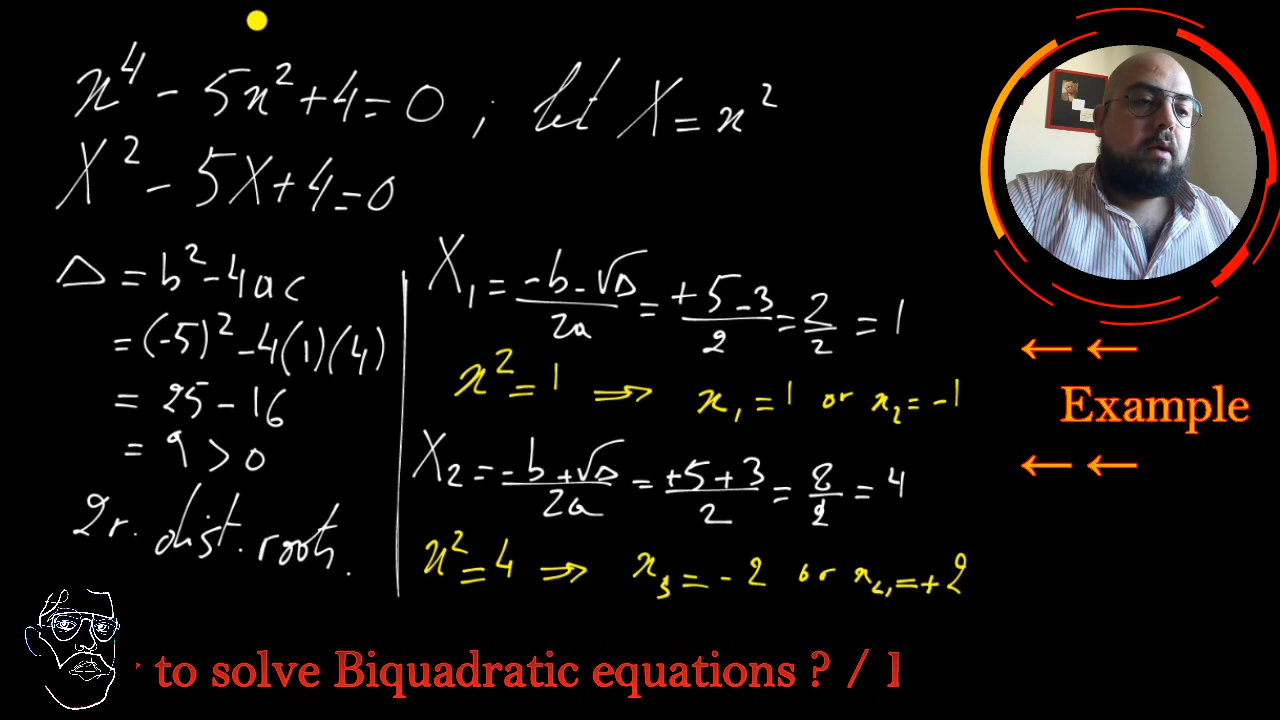 x⁴ - 5x² + 4 = 0 ; let X = x²
X² - 5X + 4 = 0
Δ = b² - 4ac
= (-5)² - 4(1)(4)
= 25 - 16
= 9 > 0
2 r. dist. roots.
X₁ = (-b - √Δ)/2a = (+5 - 3)/2 = 2/2 = 1
x² = 1 ⇒ x₁ = 1 or x₂ = -1
X₂ = (-b + √Δ)/2a = (+5 + 3)/2 = 8/2 = 4
x² = 4 ⇒ x₃ = -2 or x₄ = +2
← ←
Example
← ←
to solve Biquadratic equations ? /